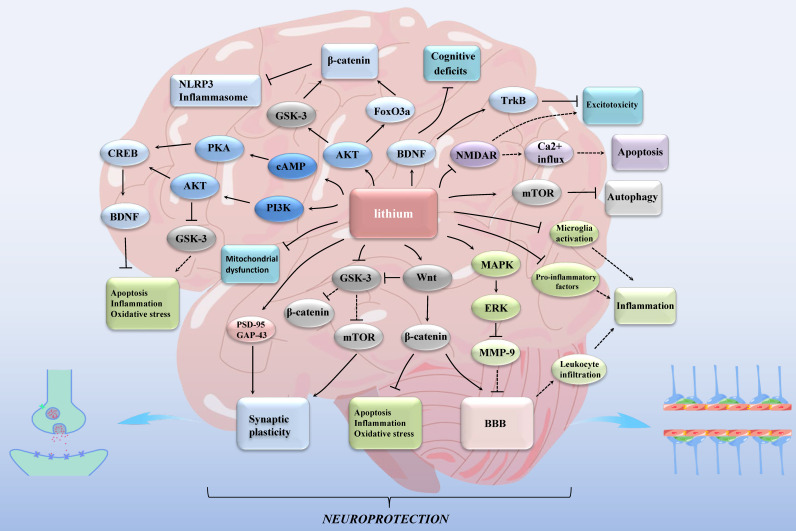 β-catenin
Cognitive
deficits
NLRP3
Inflammasome
GSK-3
FoxO3a
TrkB
Excitotoxicity
CREB
PKA
AKT
BDNF
NMDAR
Ca2+
influx
Apoptosis
cAMP
AKT
PI3K
mTOR
Autophagy
BDNF
lithium
GSK-3
Microglia
activation
Mitochondrial
dysfunction
GSK-3
Wnt
MAPK
Pro-inflammatory
factors
Apoptosis
Inflammation
Oxidative stress
β-catenin
ERK
Inflammation
PSD-95
GAP-43
mTOR
β-catenin
MMP-9
Leukocyte
infiltration
Synaptic
plasticity
Apoptosis
Inflammation
Oxidative stress
BBB
NEUROPROTECTION